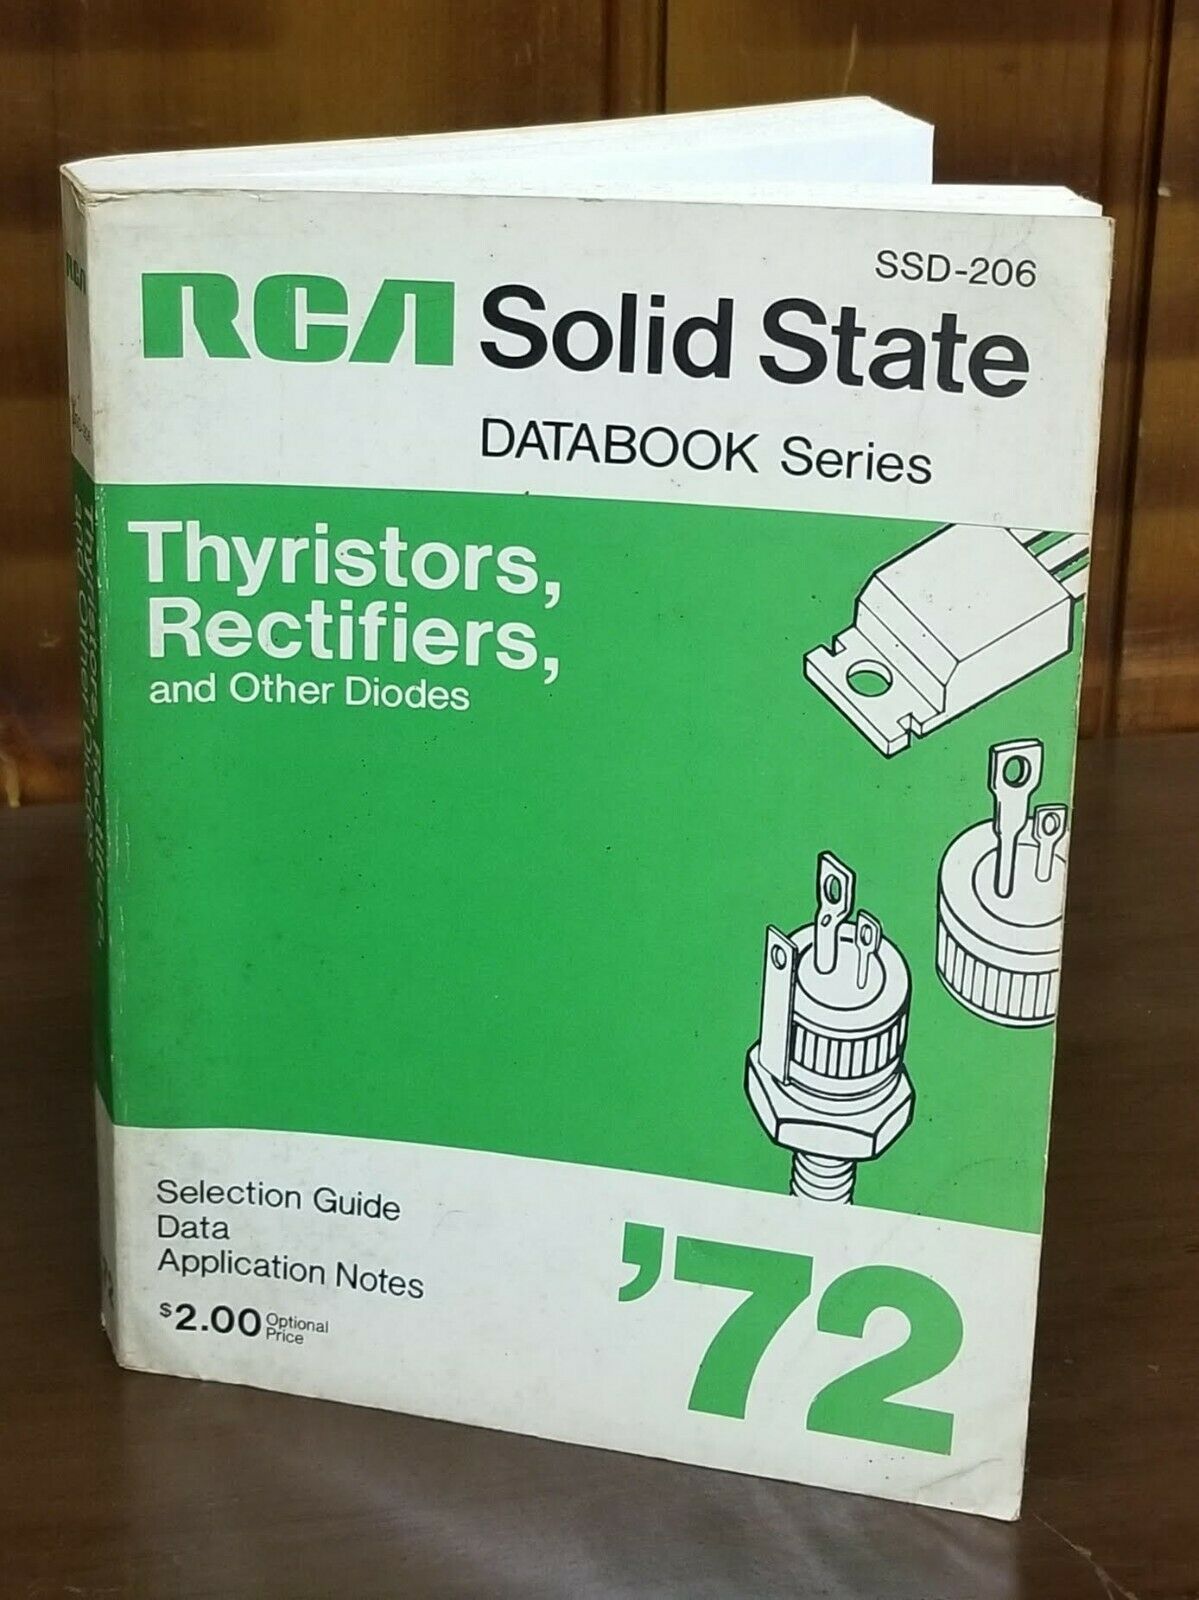 SSD-206
RCA Solid State
DATABOOK Series
Thyristors,
Rectifiers,
and Other Diodes
Selection Guide
Data
Application Notes
$2.00 Optional
Price
'72
RCA